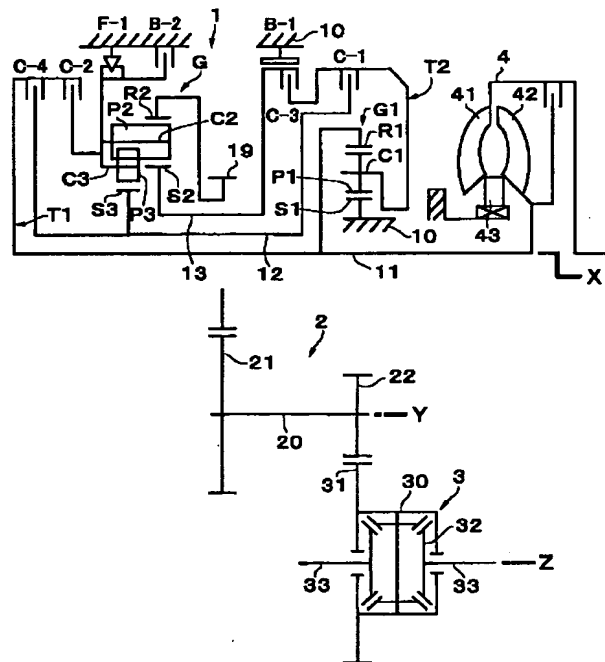 F-1 B-2 1 B-1 10
C-4 C-2 G C-1 4
R2 T2 41 42
P2 C-3 G1
C2 R1
19 C1
C3 P1
S3 P3 S2 S1
T1 10 43
13 12 11 X
2
21 22
20 Y
31 30 3
32
33 33 Z